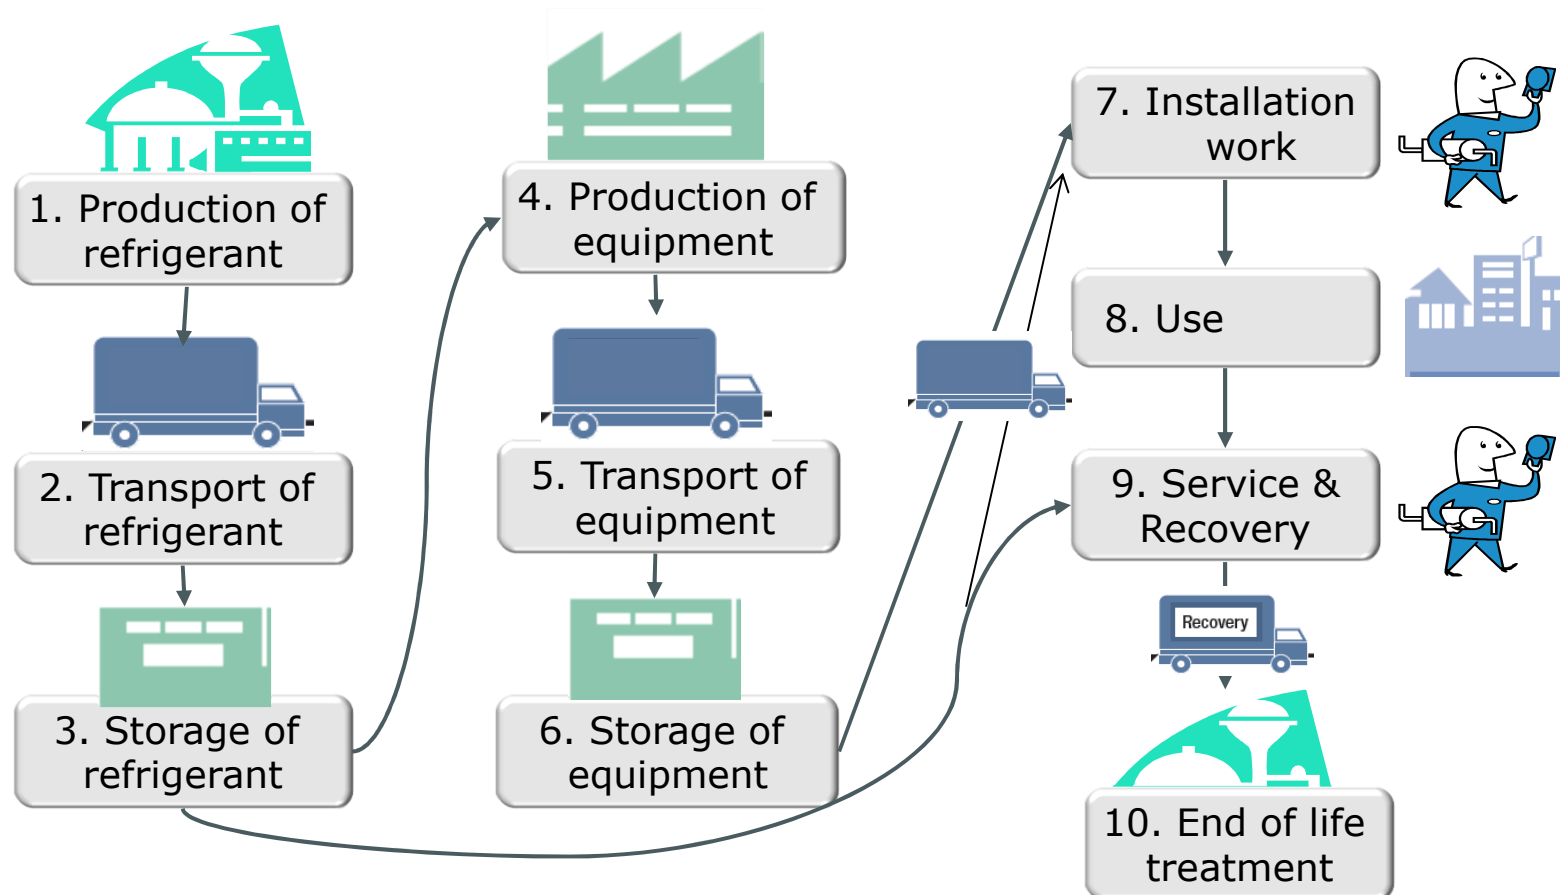 1. Production of
refrigerant
2. Transport of
refrigerant
3. Storage of
refrigerant
4. Production of
equipment
5. Transport of
equipment
6. Storage of
equipment
7. Installation
work
8. Use
9. Service &
Recovery
Recovery
10. End of life
treatment